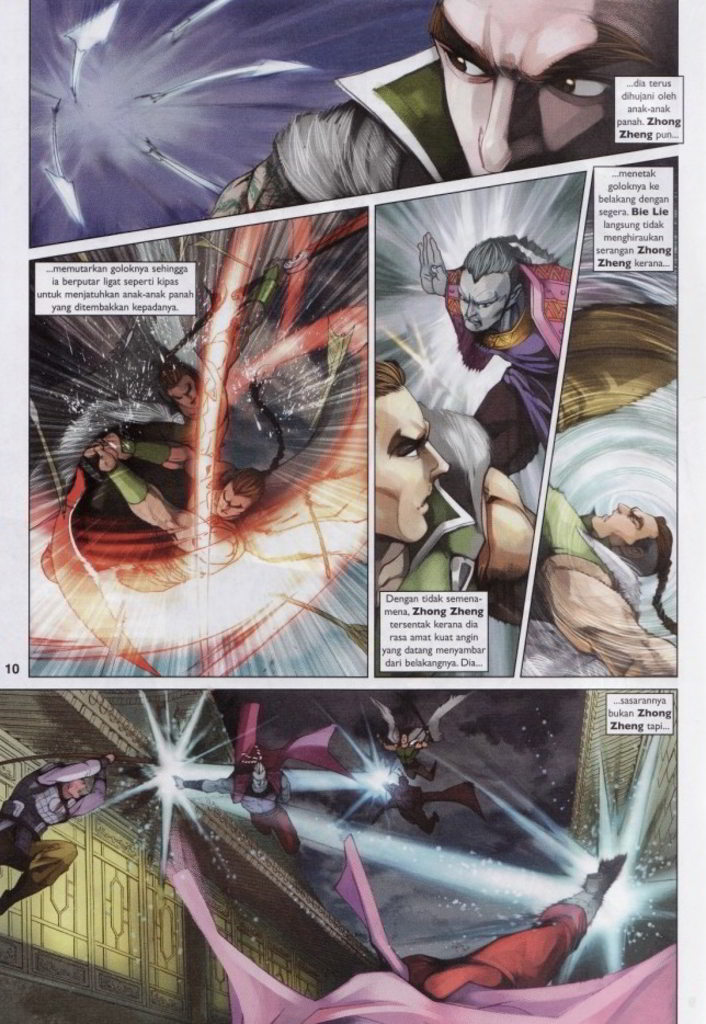 ...dia terus
dihujani oleh
anak-anak
panah. Zhong
Zheng pun...
...memutarkan goloknya sehingga
ia berputar ligat seperti kipas
untuk menjatuhkan anak-anak panah
yang ditembakkan kepadanya.
Dengan tidak semena-
mena, Zhong Zheng
tersentak kerana dia
rasa amat kuat angin
yang datang menyambar
dari belakangnya. Dia...
...menetak
goloknya ke
belakang dengan
segera. Bie Lie
langsung tidak
menghiraukan
serangan Zhong
Zheng kerana...
10
...sasarannya
bukan Zhong
Zheng tapi...